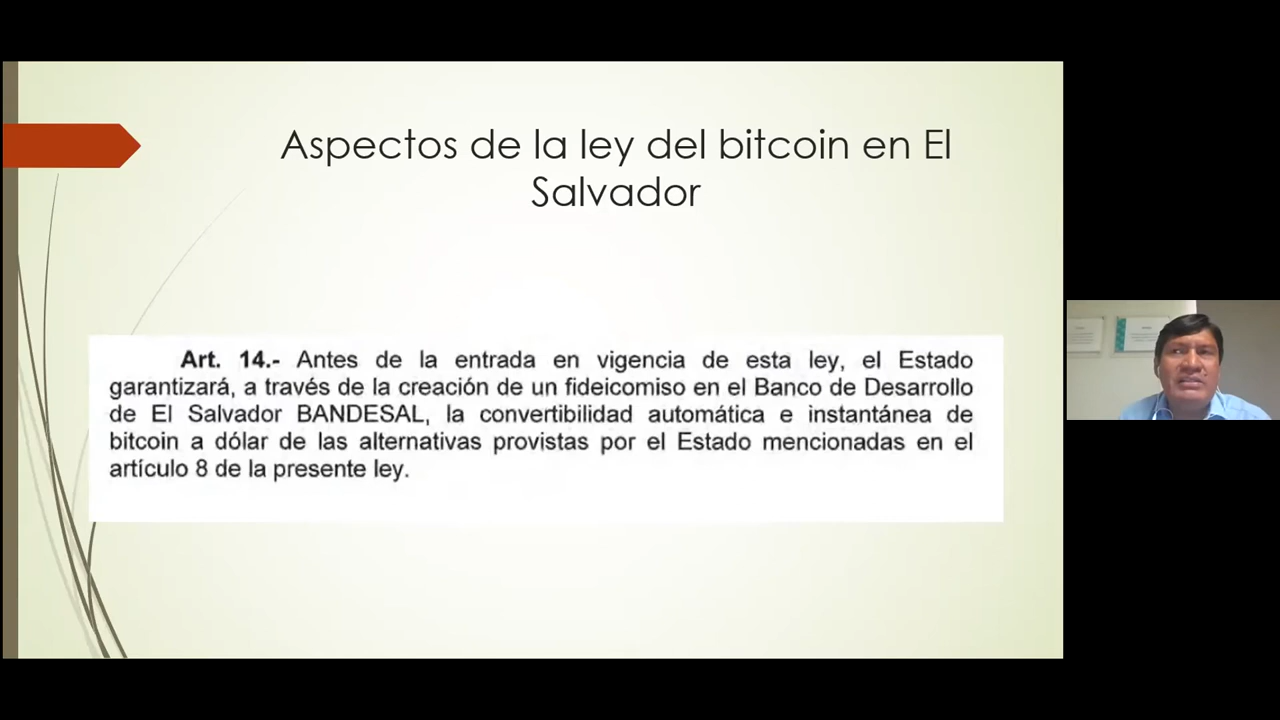 Aspectos de la ley del bitcoin en El
Salvador
Art. 14.- Antes de la entrada en vigencia de esta ley, el Estado
garantizará, a través de la creación de un fideicomiso en el Banco de Desarrollo
de El Salvador BANDESAL, la convertibilidad automática e instantánea de
bitcoin a dólar de las alternativas provistas por el Estado mencionadas en el
artículo 8 de la presente ley.